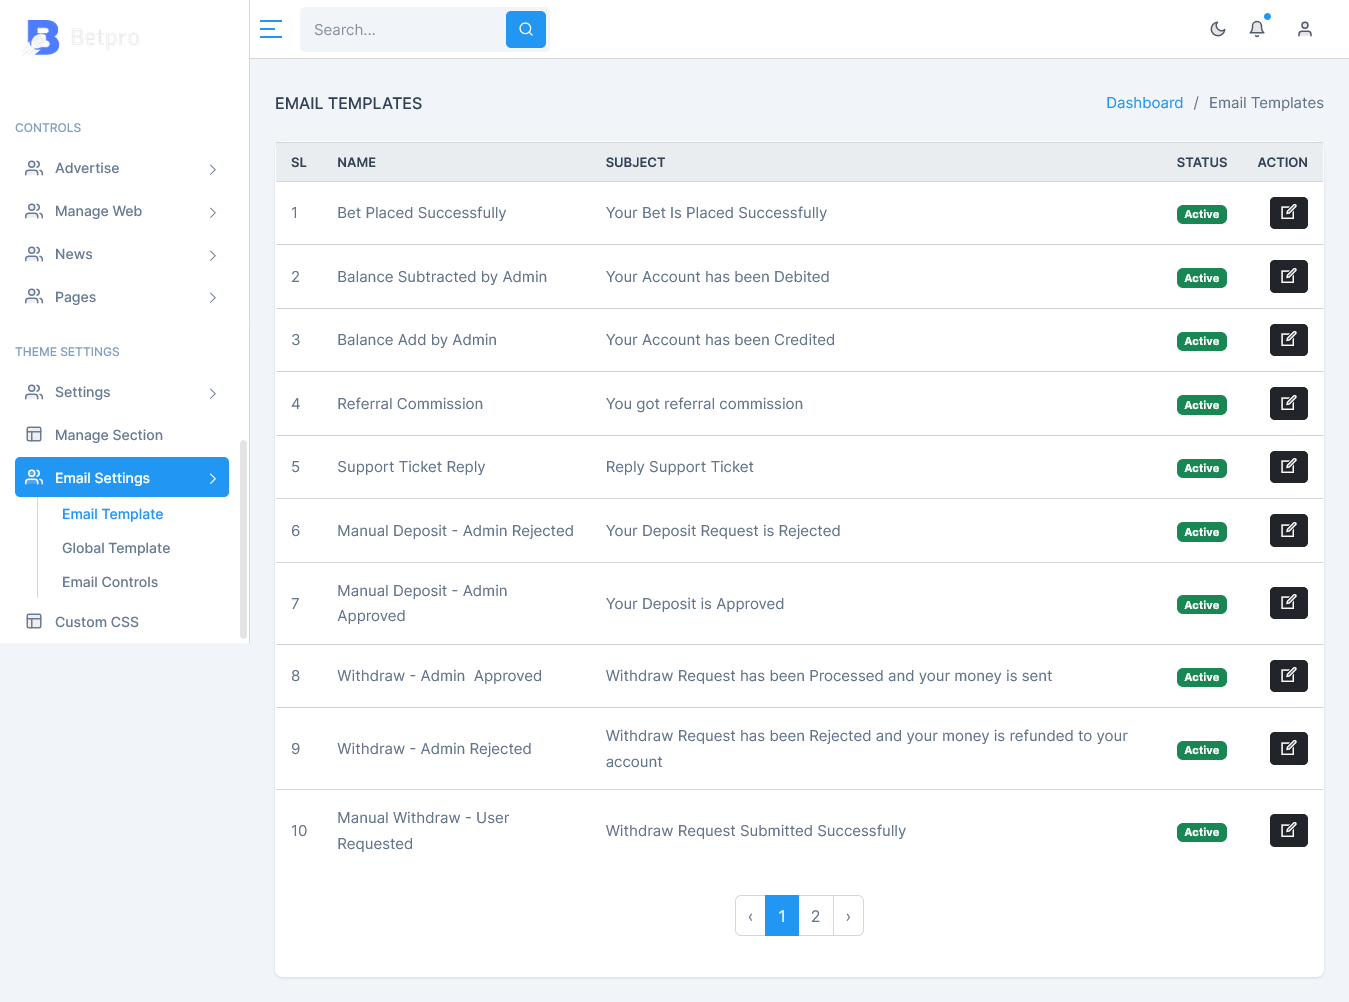 Betpro
Search...
CONTROLS
Advertise
Manage Web
News
Pages
THEME SETTINGS
Settings
Manage Section
Email Settings
Email Template
Global Template
Email Controls
Custom CSS
EMAIL TEMPLATES
Dashboard / Email Templates
SL NAME SUBJECT STATUS ACTION
1 Bet Placed Successfully Your Bet Is Placed Successfully Active
2 Balance Subtracted by Admin Your Account has been Debited Active
3 Balance Add by Admin Your Account has been Credited Active
4 Referral Commission You got referral commission Active
5 Support Ticket Reply Reply Support Ticket Active
6 Manual Deposit - Admin Rejected Your Deposit Request is Rejected Active
7 Manual Deposit - Admin
Approved
Your Deposit is Approved Active
8 Withdraw - Admin  Approved Withdraw Request has been Processed and your money is sent Active
9 Withdraw - Admin Rejected
Withdraw Request has been Rejected and your money is refunded to your
account
Active
10 Manual Withdraw - User
Requested
Withdraw Request Submitted Successfully Active
‹ 1 2 ›